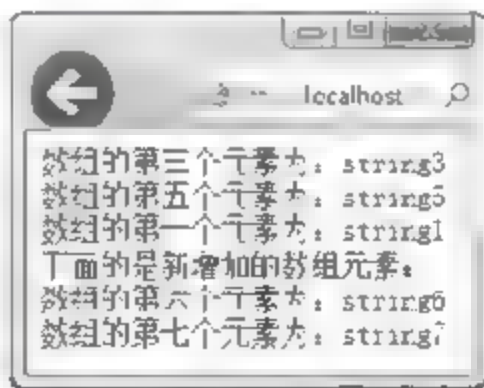 localhost
数组的第三个元素为：string3
数组的第五个元素为：string5
数组的第一个元素为：string1
下面的是新增加的数组元素：
数组的第六个元素为：string6
数组的第七个元素为：string7